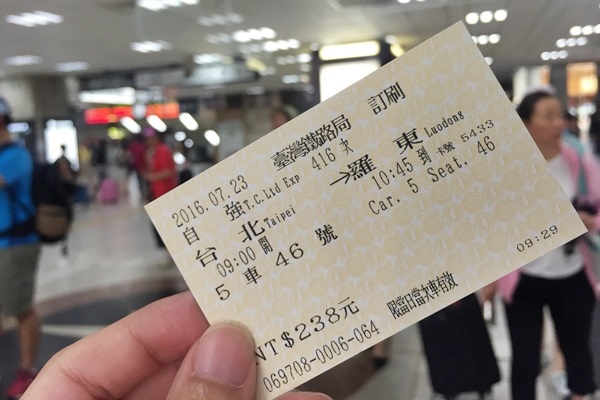 臺灣鐵路局 訂刷
2016.07.23 416 次
自強 T.C.Ltd Exp
台北 Taipei →羅東 Luodong
09:00 開 10:45 到 卡號 5433
5 車 46 號 Car. 5 Seat. 46
09:29
NT$238元 限當日當次車有效
069708-0006-064